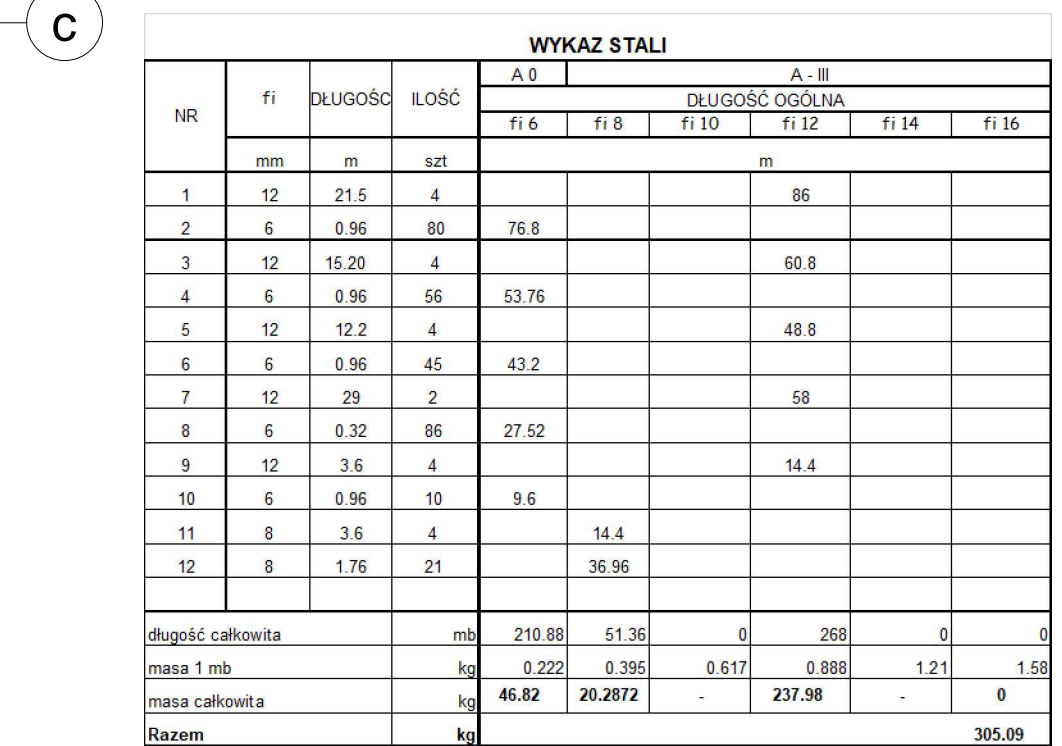 C
WYKAZ STALI
NR fi DŁUGOŚC ILOŚĆ A 0 A - III
DŁUGOŚĆ OGÓLNA
fi 6 fi 8 fi 10 fi 12 fi 14 fi 16
mm m szt m
1 12 21.5 4 86
2 6 0.96 80 76.8
3 12 15.20 4 60.8
4 6 0.96 56 53.76
5 12 12.2 4 48.8
6 6 0.96 45 43.2
7 12 29 2 58
8 6 0.32 86 27.52
9 12 3.6 4 14.4
10 6 0.96 10 9.6
11 8 3.6 4 14.4
12 8 1.76 21 36.96
długość całkowita mb 210.88 51.36 0 268 0 0
masa 1 mb kg 0.222 0.395 0.617 0.888 1.21 1.58
masa całkowita kg 46.82 20.2872 - 237.98 - 0
Razem kg 305.09